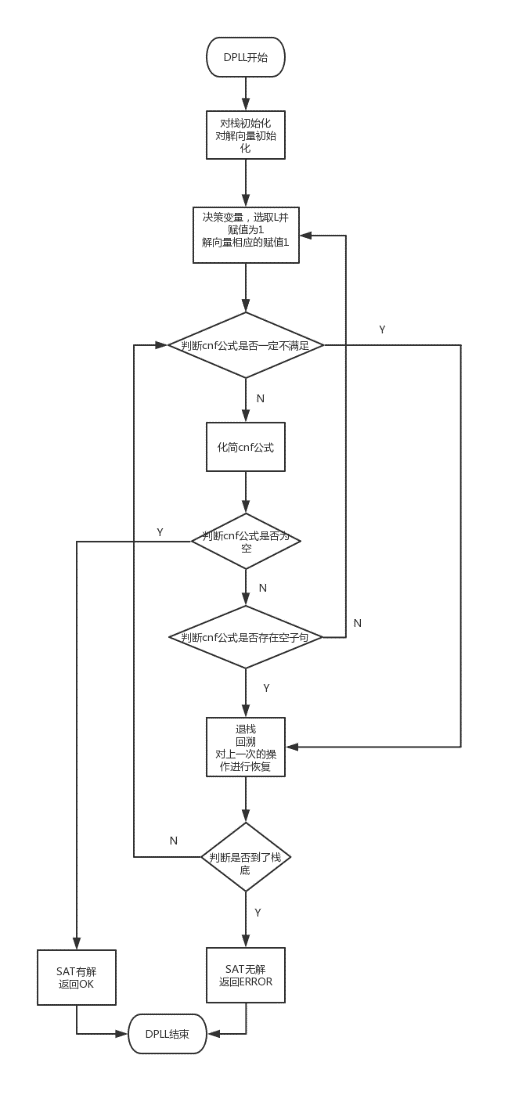 DPLL开始
对栈初始化
对解向量初始
化
决策变量，选取L并
赋值为1
解向量相应的赋值1
判断cnf公式是否一定不满足
Y
N
化简cnf公式
判断cnf公式是否为
空
Y
N
判断cnf公式是否存在空子句
N
Y
退栈
回溯
对上一次的操
作进行恢复
N
判断是否到了栈
底
Y
SAT有解
返回OK
SAT无解
返回ERROR
DPLL结束